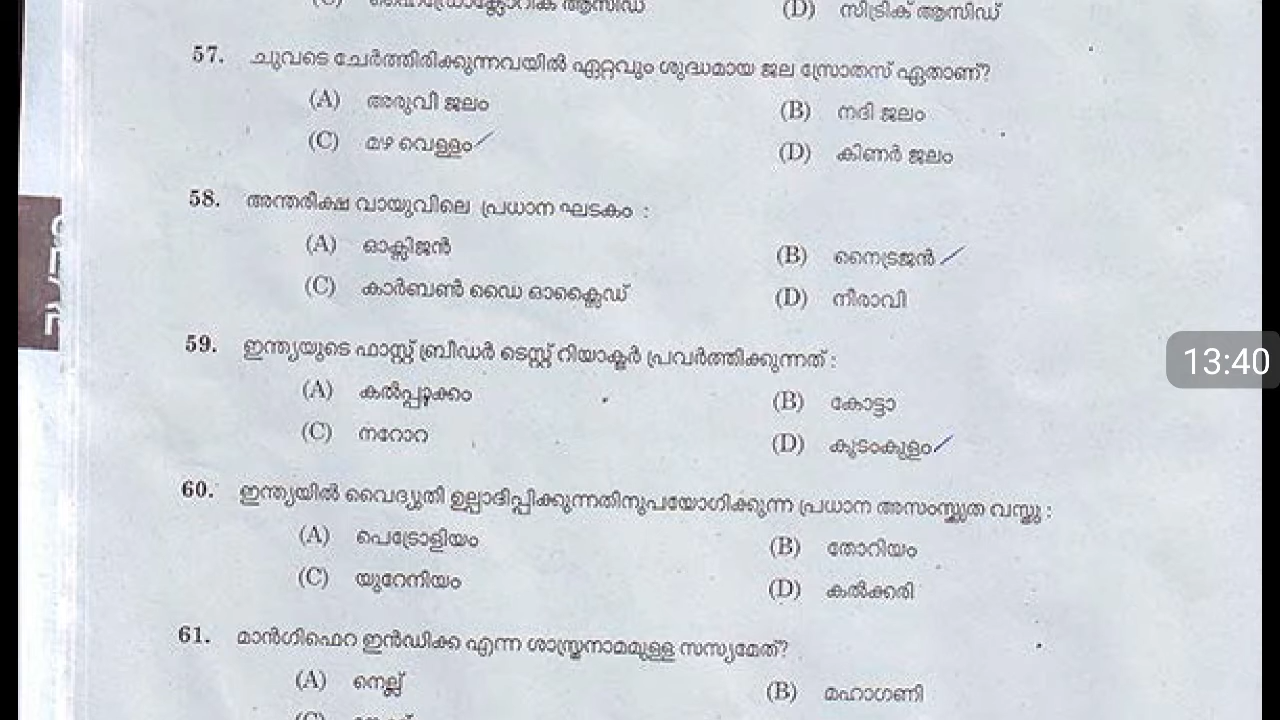 (C) ഹൈഡ്രോക്ലോറിക് ആസിഡ് (D) സിട്രിക് ആസിഡ്
57. ചുവടെ ചേർത്തിരിക്കുന്നവയിൽ ഏറ്റവും ശുദ്ധമായ ജല സ്രോതസ് ഏതാണ്?
(A) അരുവി ജലം (B) നദി ജലം
(C) മഴ വെള്ളം (D) കിണർ ജലം
58. അന്തരീക്ഷ വായുവിലെ പ്രധാന ഘടകം :
(A) ഓക്സിജൻ (B) നൈട്രജൻ
(C) കാർബൺ ഡൈ ഓക്സൈഡ് (D) നീരാവി
59. ഇന്ത്യയുടെ ഫാസ്റ്റ് ബ്രീഡർ ടെസ്റ്റ് റിയാക്ടർ പ്രവർത്തിക്കുന്നത് :
13:40
(A) കൽപ്പാക്കം (B) കോട്ടാ
(C) നറോറ (D) കൂടംകുളം
60. ഇന്ത്യയിൽ വൈദ്യുതി ഉല്പാദിപ്പിക്കുന്നതിനുപയോഗിക്കുന്ന പ്രധാന അസംസ്കൃത വസ്തു :
(A) പെട്രോളിയം (B) തോറിയം
(C) യുറേനിയം (D) കൽക്കരി
61. മാൻഗിഫെറ ഇൻഡിക്ക എന്ന ശാസ്ത്രനാമമുള്ള സസ്യമേത്?
(A) നെല്ല് (B) മഹാഗണി